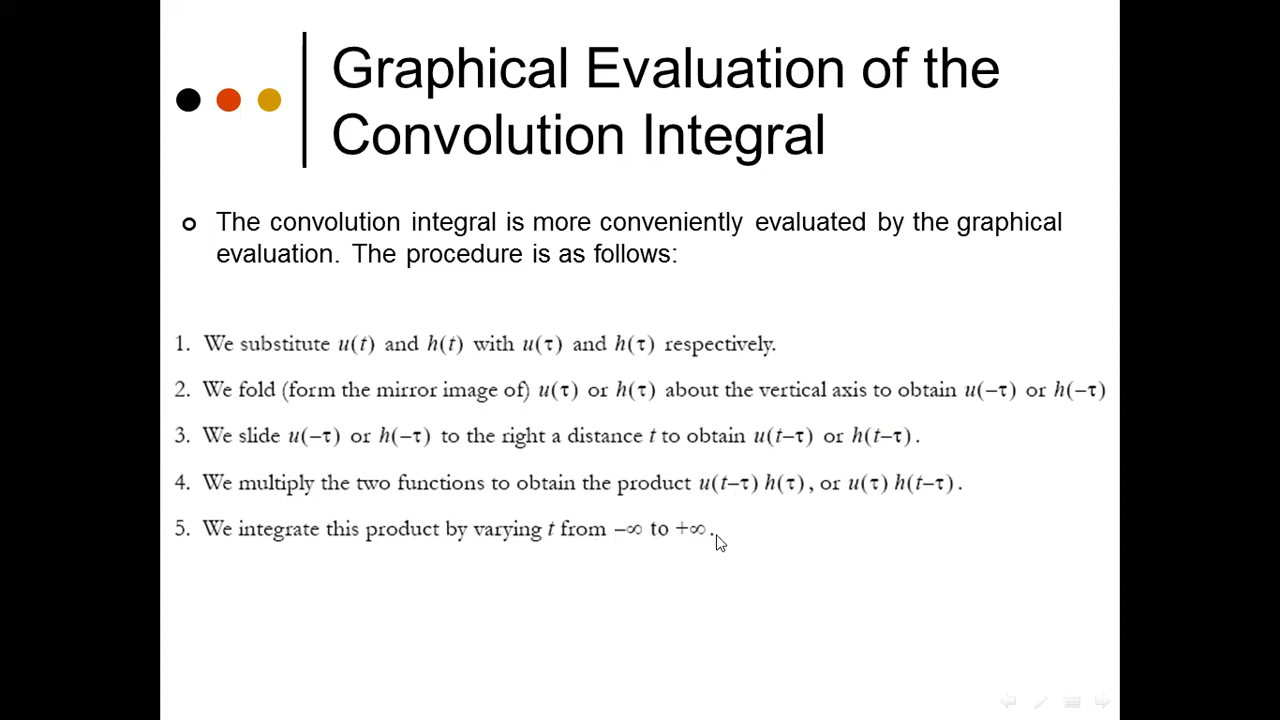 Graphical Evaluation of the
Convolution Integral
The convolution integral is more conveniently evaluated by the graphical
evaluation. The procedure is as follows:
1. We substitute u(t) and h(t) with u(τ) and h(τ) respectively.
2. We fold (form the mirror image of) u(τ) or h(τ) about the vertical axis to obtain u(−τ) or h(−τ)
3. We slide u(−τ) or h(−τ) to the right a distance t to obtain u(t−τ) or h(t−τ).
4. We multiply the two functions to obtain the product u(t−τ) h(τ), or u(τ) h(t−τ).
5. We integrate this product by varying t from −∞ to +∞.